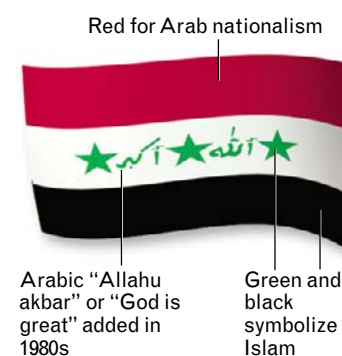 Red for Arab nationalism
الله أكبر
Arabic “Allahu
akbar” or “God is
great” added in
1980s
Green and
black
symbolize
Islam